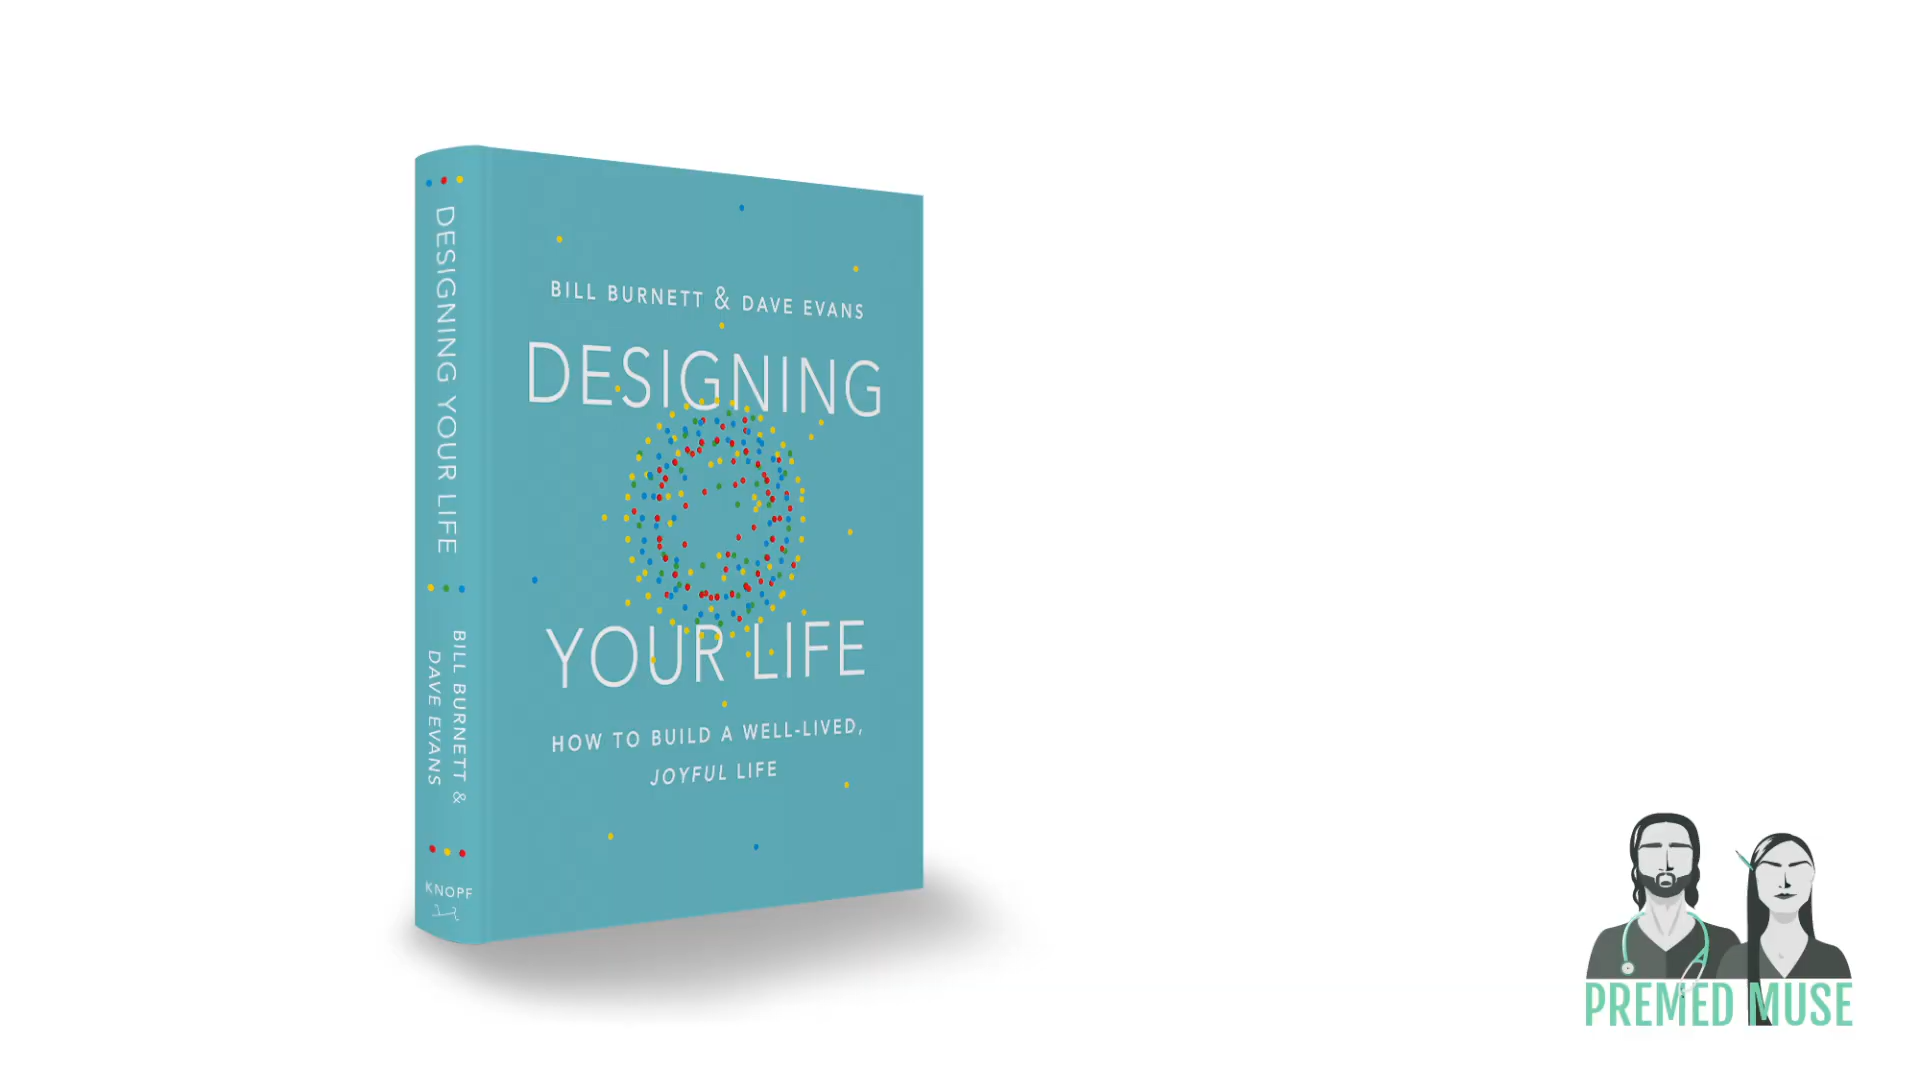 DESIGNING YOUR LIFE
BILL BURNETT &
DAVE EVANS
KNOPF
BILL BURNETT & DAVE EVANS
DESIGNING
YOUR LIFE
HOW TO BUILD A WELL-LIVED,
JOYFUL LIFE
PREMED MUSE